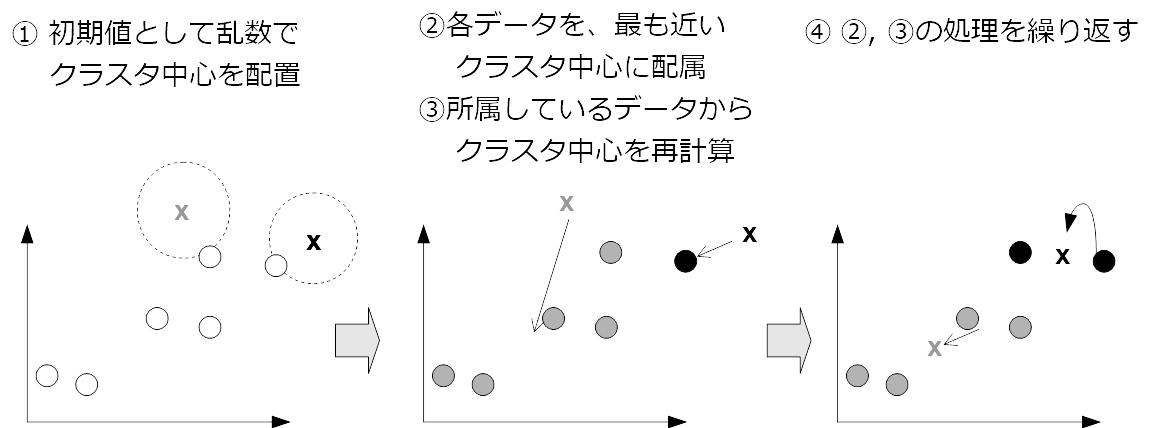 ① 初期値として乱数で
クラスタ中心を配置
②各データを、最も近い
クラスタ中心に配属
③所属しているデータから
クラスタ中心を再計算
④ ②, ③の処理を繰り返す
x
x
x
x
x
x